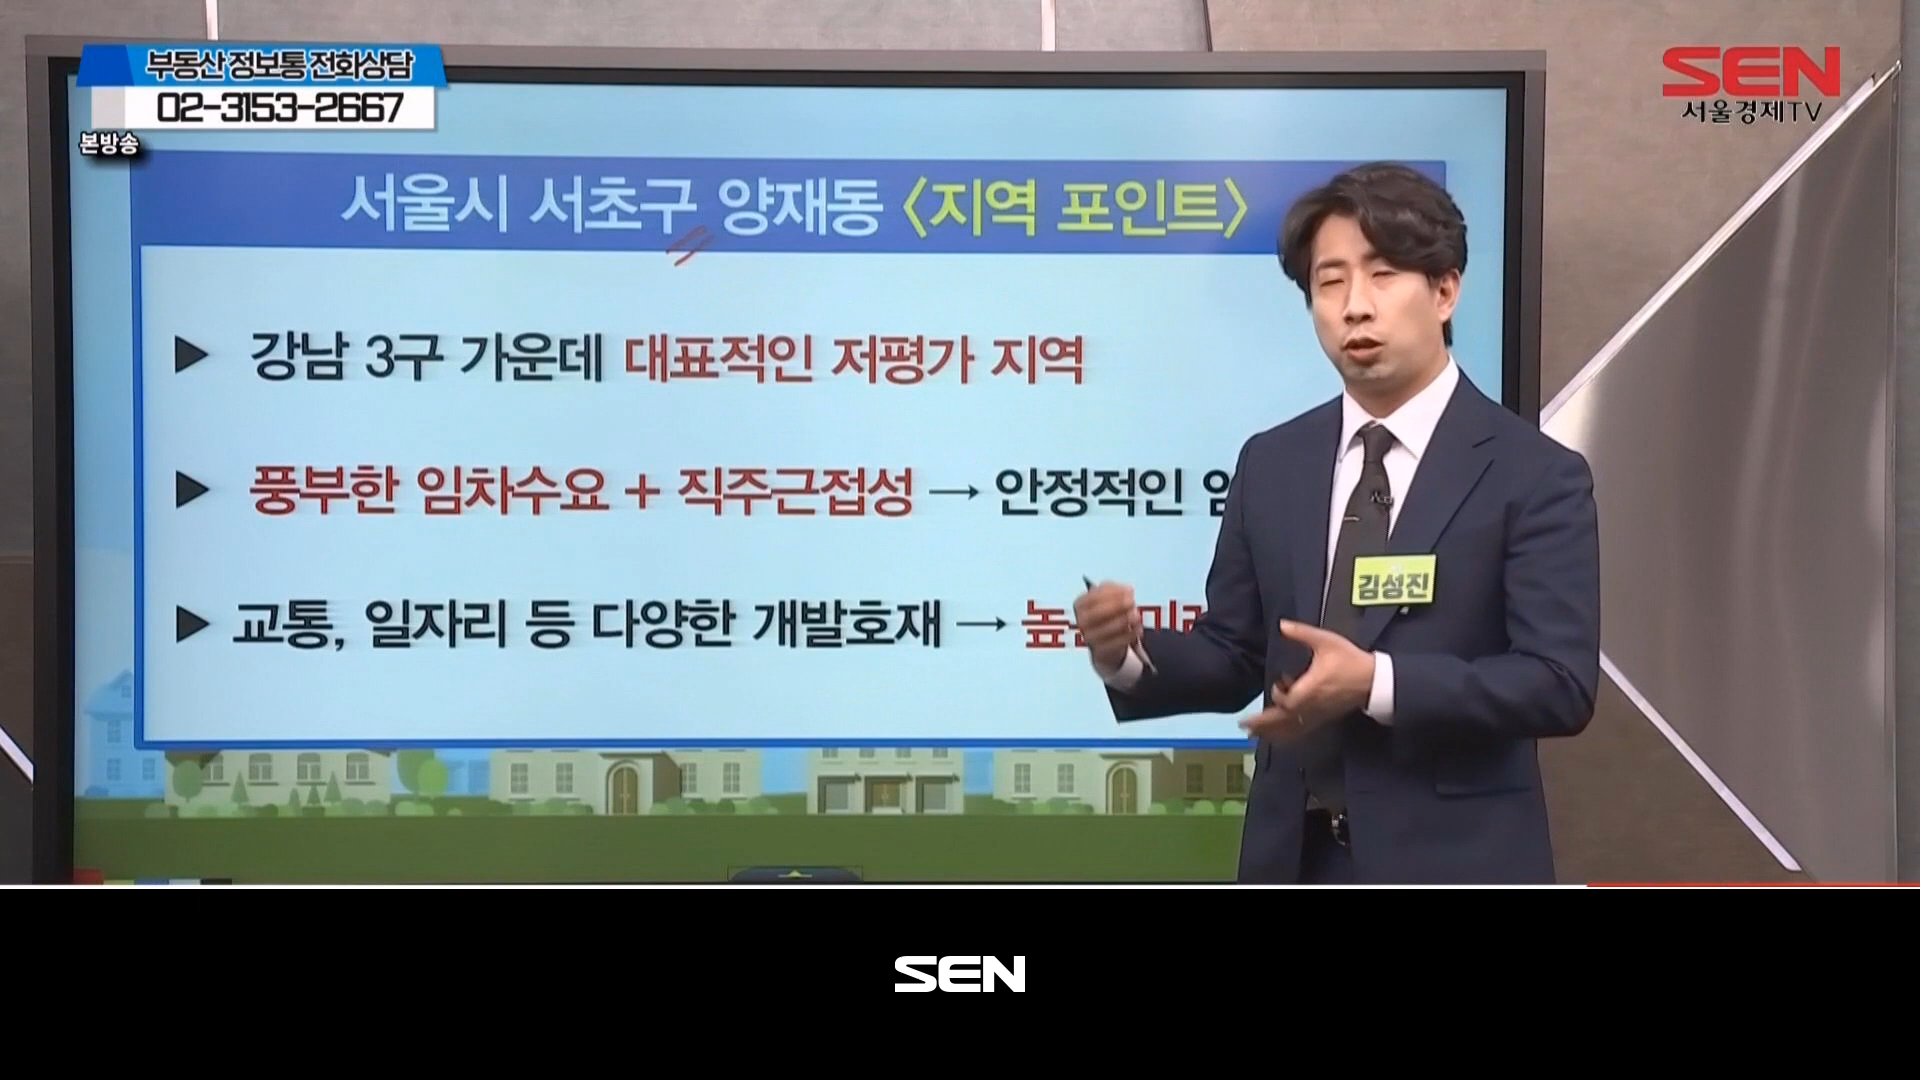 부동산 정보통 전화상담
02-3153-2667
본방송
SEN
서울경제TV
서울시 서초구 양재동 <지역 포인트>
▶ 강남 3구 가운데 대표적인 저평가 지역
▶ 풍부한 임차수요 + 직주근접성 → 안정적인
▶ 교통, 일자리 등 다양한 개발호재 →
김성진
SEN